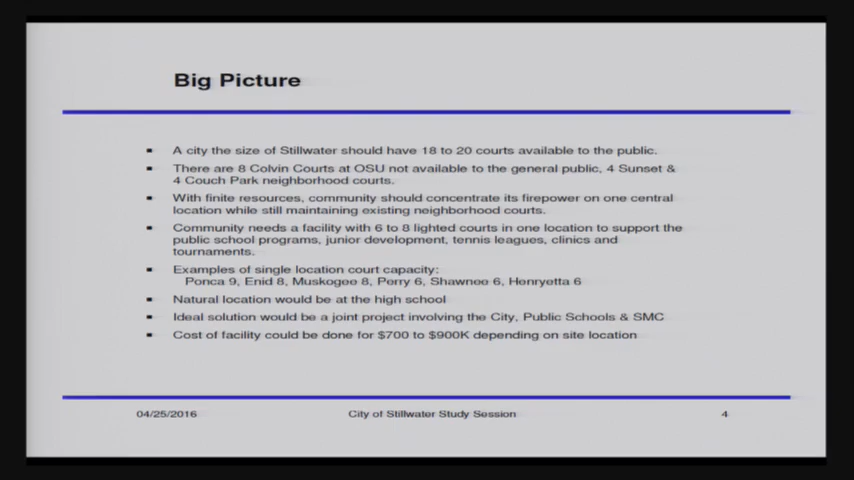 Big Picture
A city the size of Stillwater should have 18 to 20 courts available to the public.
There are 8 Colvin Courts at OSU not available to the general public, 4 Sunset &
4 Couch Park neighborhood courts.
With finite resources, community should concentrate its firepower on one central
location while still maintaining existing neighborhood courts.
Community needs a facility with 6 to 8 lighted courts in one location to support the
public school programs, junior development, tennis leagues, clinics and
tournaments.
Examples of single location court capacity:
Ponca 9, Enid 8, Muskogee 8, Perry 6, Shawnee 6, Henryetta 6
Natural location would be at the high school
Ideal solution would be a joint project involving the City, Public Schools & SMC
Cost of facility could be done for $700 to $900K depending on site location
04/25/2016 City of Stillwater Study Session 4